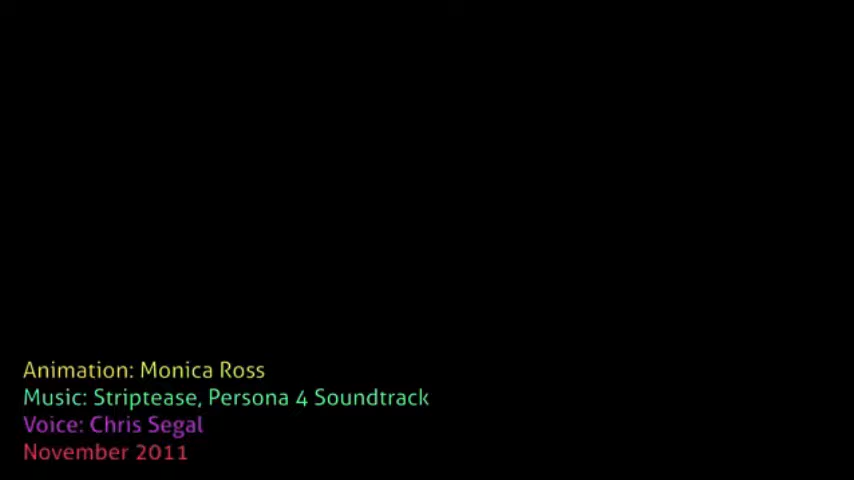 Animation: Monica Ross
Music: Striptease, Persona 4 Soundtrack
Voice: Chris Segal
November 2011